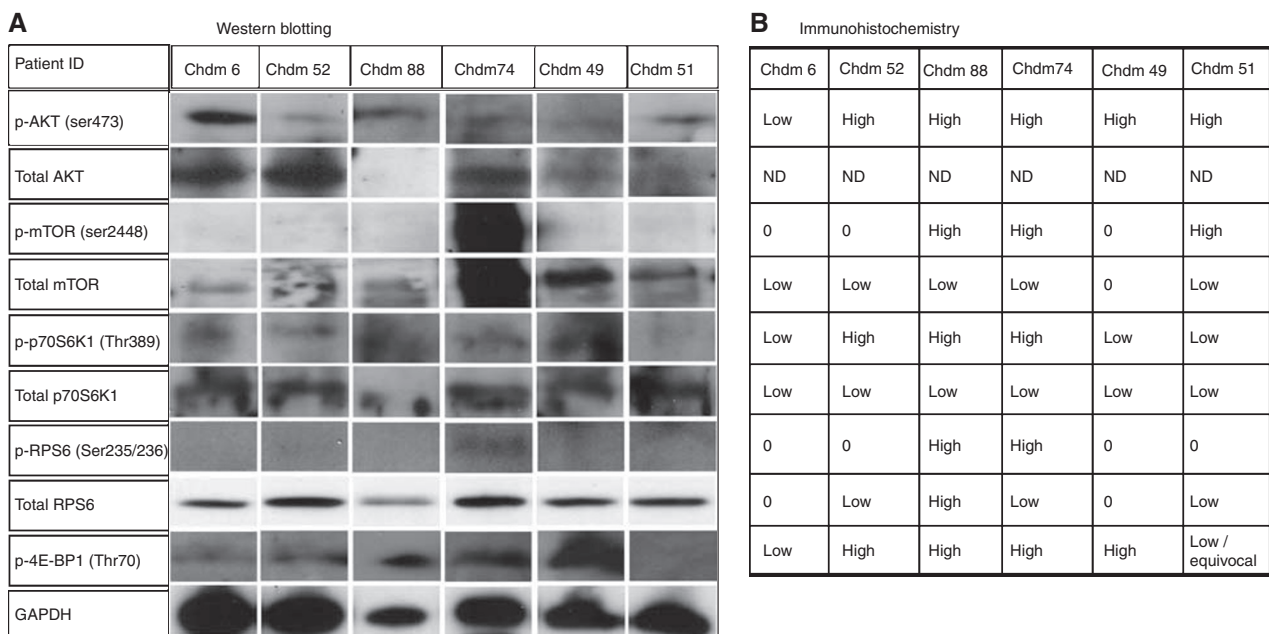 A Western blotting
Patient ID Chdm 6 Chdm 52 Chdm 88 Chdm74 Chdm 49 Chdm 51
p-AKT (ser473)
Total AKT
p-mTOR (ser2448)
Total mTOR
p-p70S6K1 (Thr389)
Total p70S6K1
p-RPS6 (Ser235/236)
Total RPS6
p-4E-BP1 (Thr70)
GAPDH
B Immunohistochemistry
Chdm 6 Chdm 52 Chdm 88 Chdm74 Chdm 49 Chdm 51
Low High High High High High
ND ND ND ND ND ND
0 0 High High 0 High
Low Low Low Low 0 Low
Low High High High Low Low
Low Low Low Low Low Low
0 0 High High 0 0
0 Low High Low 0 Low
Low High High High High Low /
equivocal